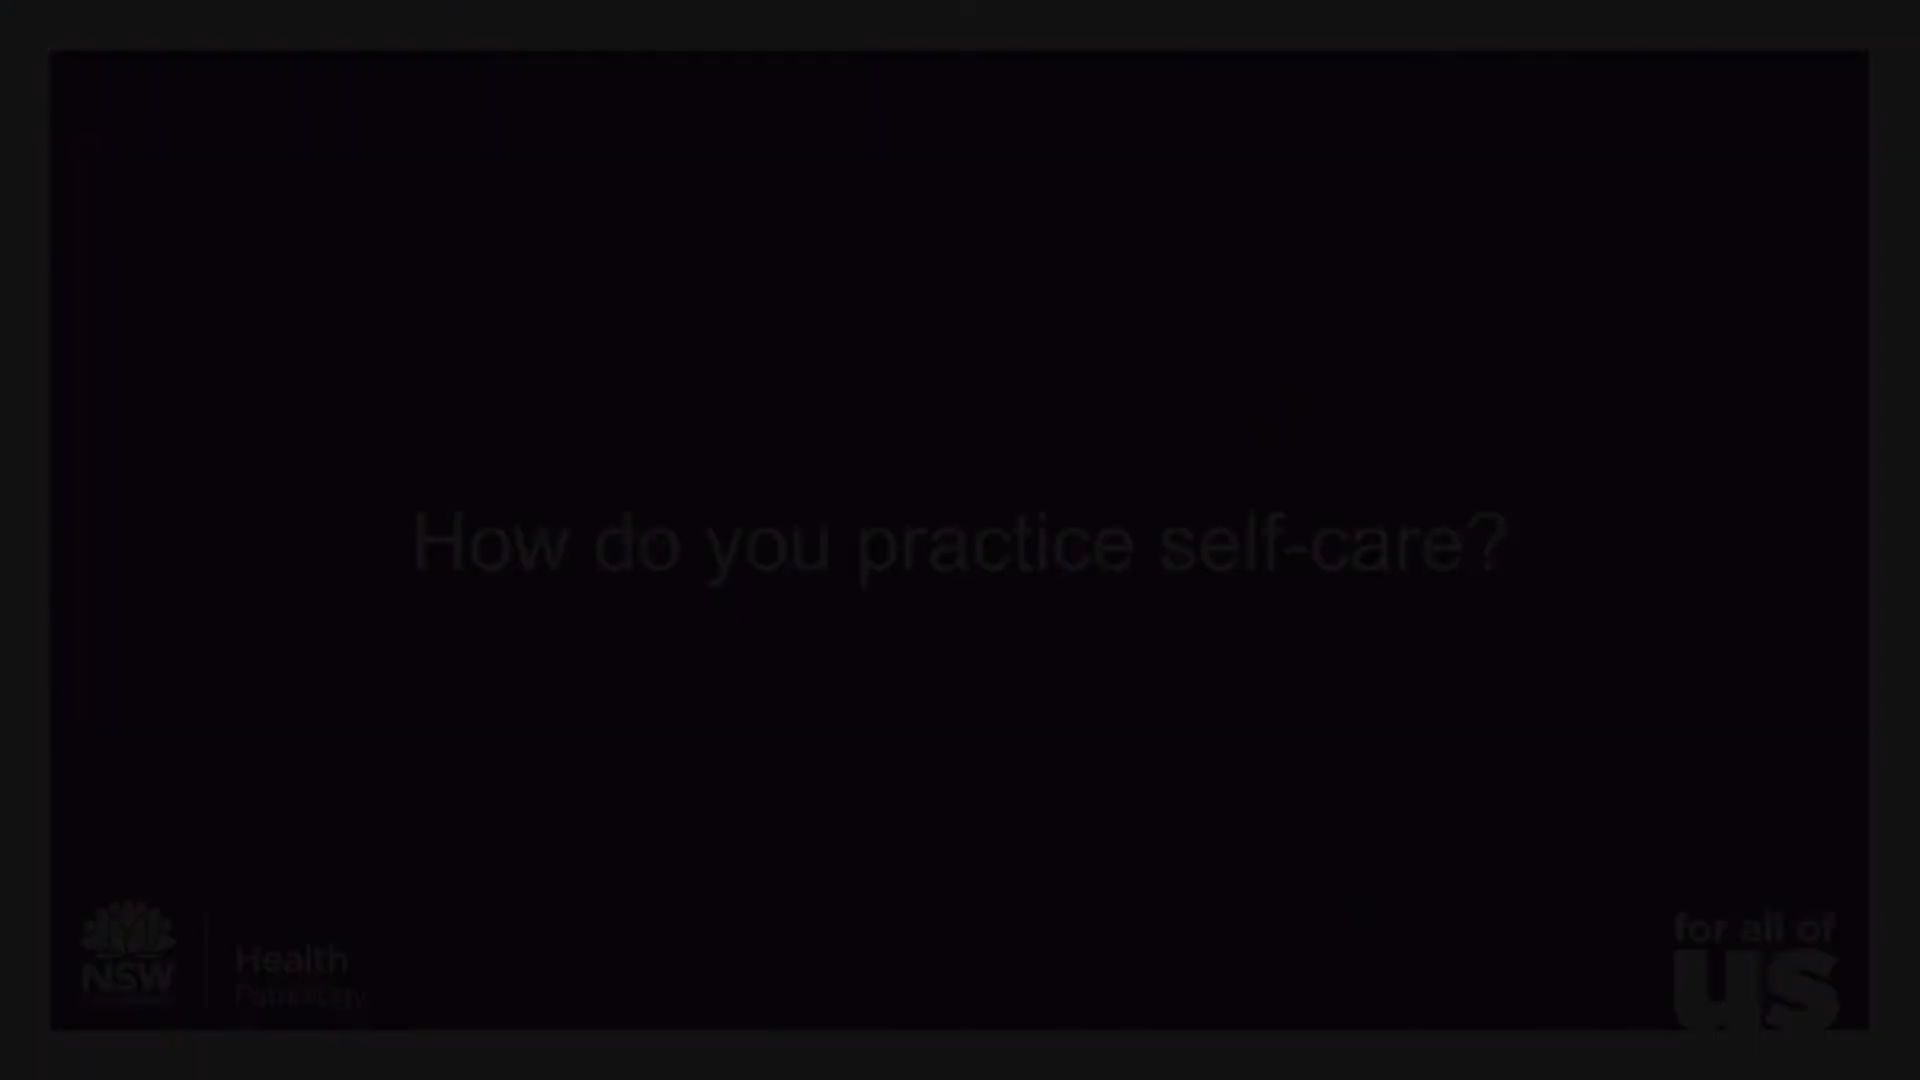 How do you practice self-care?
NSW
Health
Pathology
for all of
us